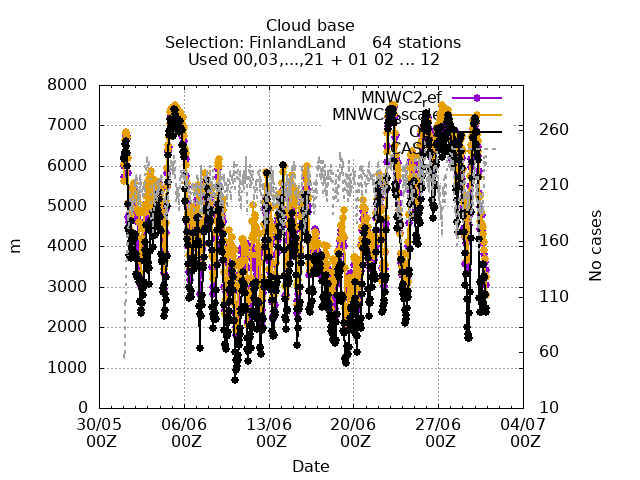 Cloud base
Selection: FinlandLand 64 stations
Used 00,03,...,21 + 01 02 ... 12
MNWC2_ref
8000
7000
6000
5000
4000
3000
2000
1000
0
260
210
160
110
60
10
m
No cases
30/05 06/06 13/06 20/06 27/06 04/07
00Z 00Z 00Z 00Z 00Z 00Z
Date